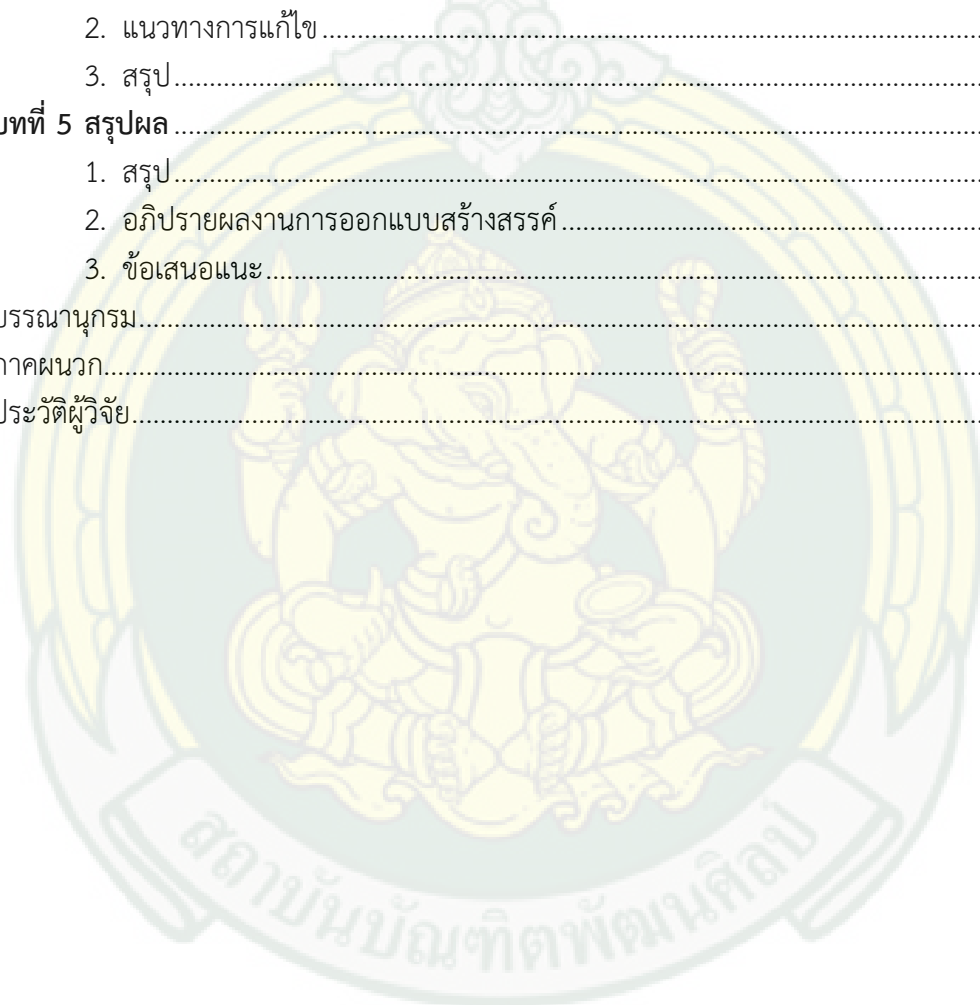 2. แนวทางการแก้ไข
3. สรุป
บทที่ 5 สรุปผล
1. สรุป
2. อภิปรายผลงานการออกแบบสร้างสรรค์
3. ข้อเสนอแนะ
บรรณานุกรม
ภาคผนวก
ประวัติผู้วิจัย
สถาบันบัณฑิตพัฒนศิลป์